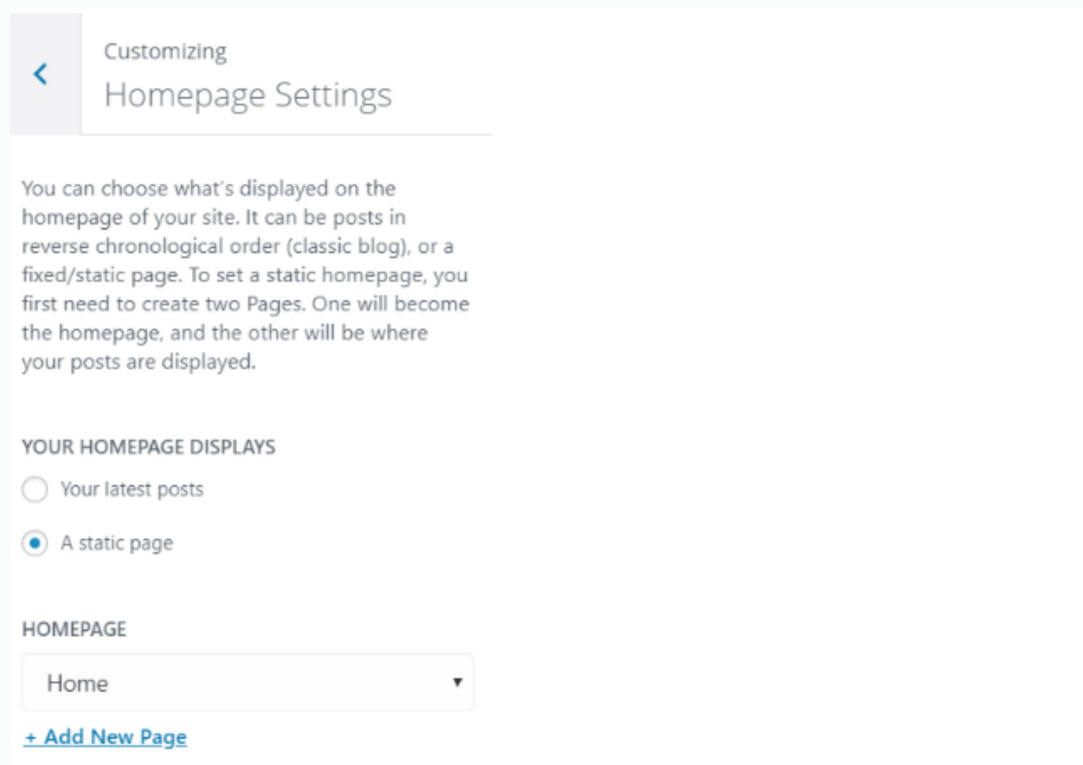 Customizing
Homepage Settings
You can choose what's displayed on the
homepage of your site. It can be posts in
reverse chronological order (classic blog), or a
fixed/static page. To set a static homepage, you
first need to create two Pages. One will become
the homepage, and the other will be where
your posts are displayed.
YOUR HOMEPAGE DISPLAYS
Your latest posts
A static page
HOMEPAGE
Home
+ Add New Page